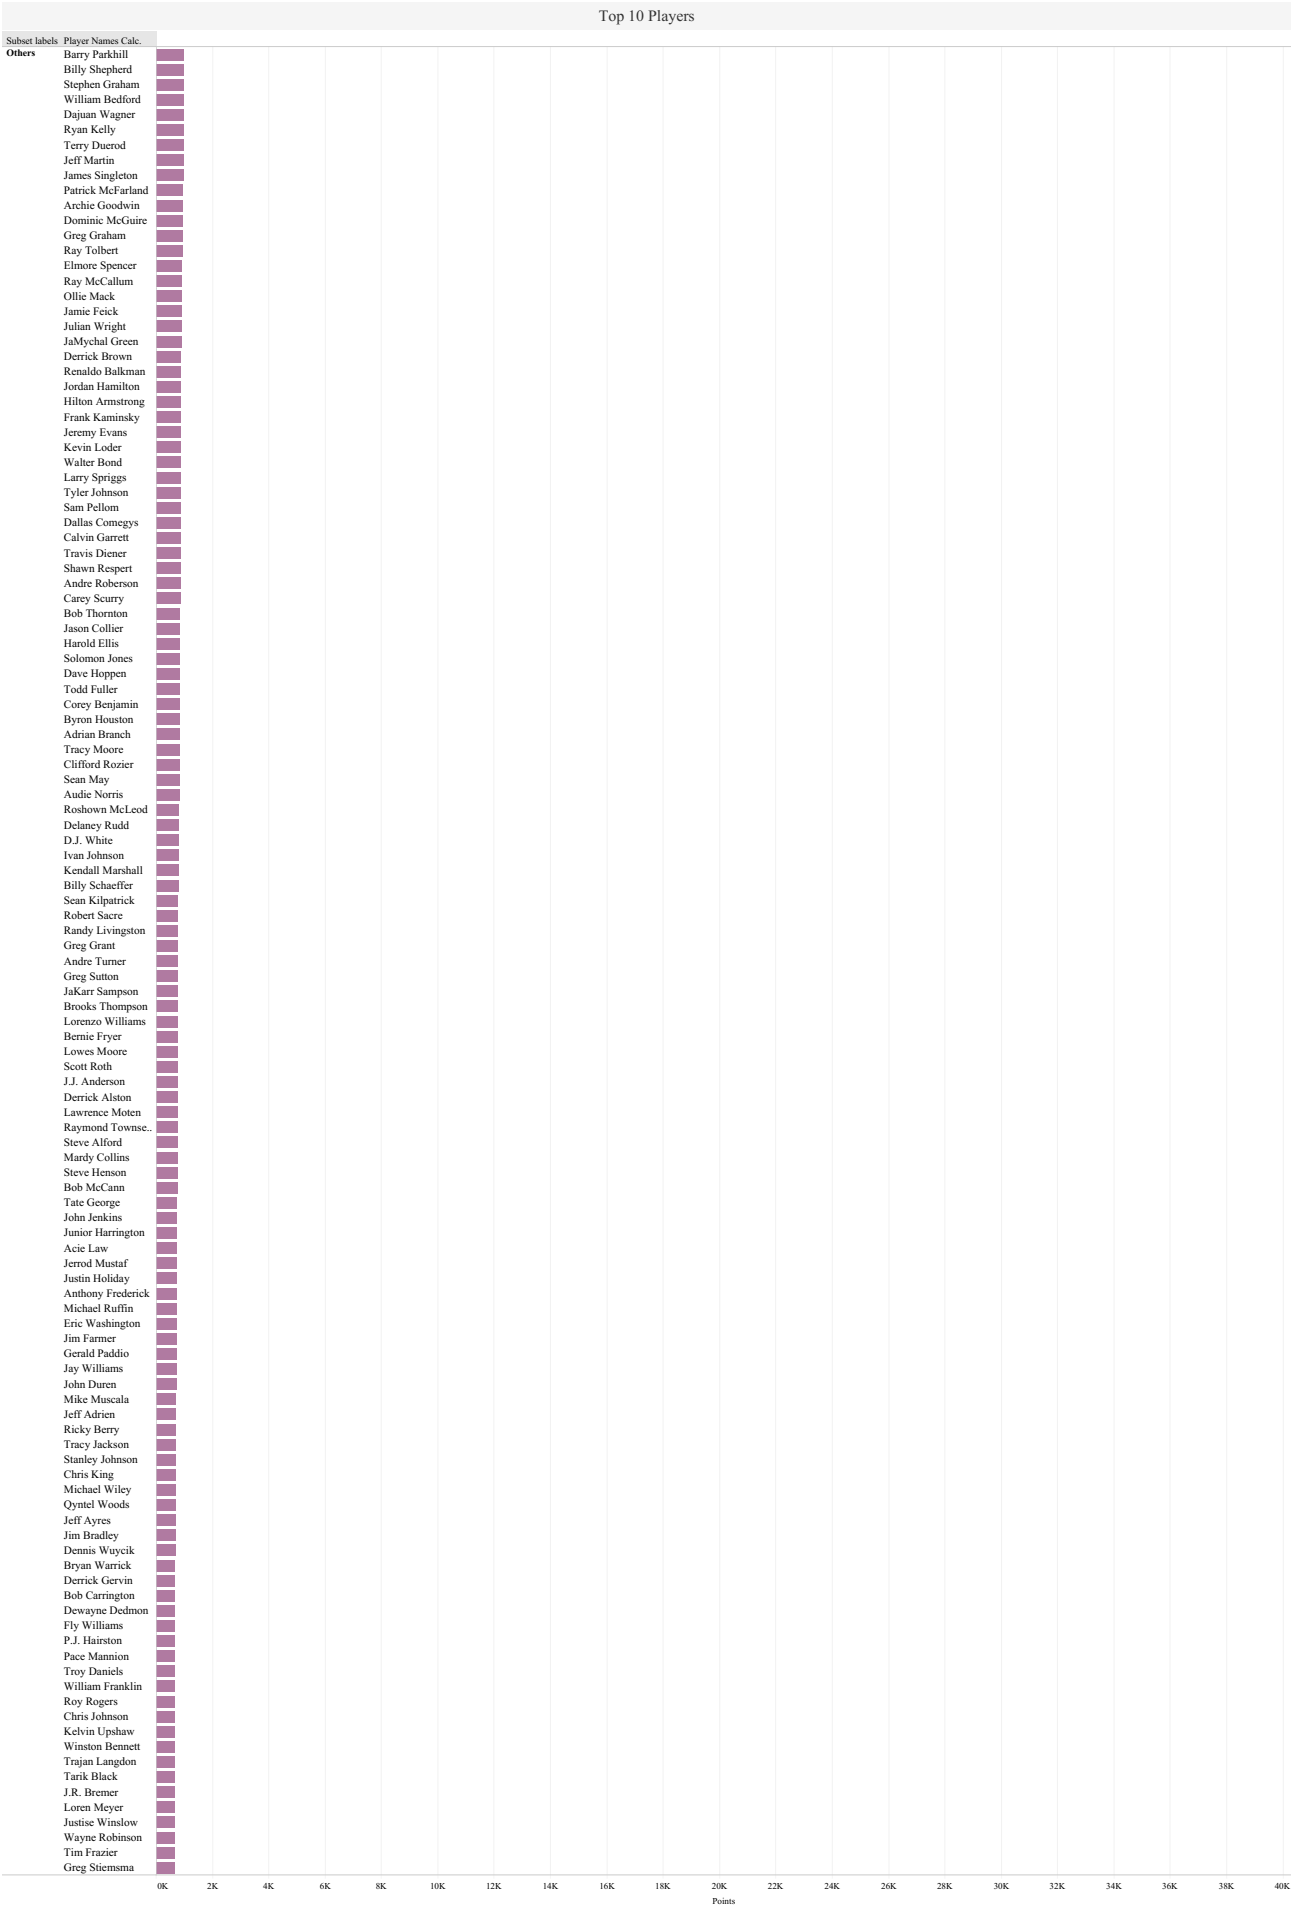 Top 10 Players
Subset labels Player Names Calc.
Others Barry Parkhill
Billy Shepherd
Stephen Graham
William Bedford
Dajuan Wagner
Ryan Kelly
Terry Duerod
Jeff Martin
James Singleton
Patrick McFarland
Archie Goodwin
Dominic McGuire
Greg Graham
Ray Tolbert
Elmore Spencer
Ray McCallum
Ollie Mack
Jamie Feick
Julian Wright
JaMychal Green
Derrick Brown
Renaldo Balkman
Jordan Hamilton
Hilton Armstrong
Frank Kaminsky
Jeremy Evans
Kevin Loder
Walter Bond
Larry Spriggs
Tyler Johnson
Sam Pellom
Dallas Comegys
Calvin Garrett
Travis Diener
Shawn Respert
Andre Roberson
Carey Scurry
Bob Thornton
Jason Collier
Harold Ellis
Solomon Jones
Dave Hoppen
Todd Fuller
Corey Benjamin
Byron Houston
Adrian Branch
Tracy Moore
Clifford Rozier
Sean May
Audie Norris
Roshown McLeod
Delaney Rudd
D.J. White
Ivan Johnson
Kendall Marshall
Billy Schaeffer
Sean Kilpatrick
Robert Sacre
Randy Livingston
Greg Grant
Andre Turner
Greg Sutton
JaKarr Sampson
Brooks Thompson
Lorenzo Williams
Bernie Fryer
Lowes Moore
Scott Roth
J.J. Anderson
Derrick Alston
Lawrence Moten
Raymond Townse..
Steve Alford
Mardy Collins
Steve Henson
Bob McCann
Tate George
John Jenkins
Junior Harrington
Acie Law
Jerrod Mustaf
Justin Holiday
Anthony Frederick
Michael Ruffin
Eric Washington
Jim Farmer
Gerald Paddio
Jay Williams
John Duren
Mike Muscala
Jeff Adrien
Ricky Berry
Tracy Jackson
Stanley Johnson
Chris King
Michael Wiley
Qyntel Woods
Jeff Ayres
Jim Bradley
Dennis Wuycik
Bryan Warrick
Derrick Gervin
Bob Carrington
Dewayne Dedmon
Fly Williams
P.J. Hairston
Pace Mannion
Troy Daniels
William Franklin
Roy Rogers
Chris Johnson
Kelvin Upshaw
Winston Bennett
Trajan Langdon
Tarik Black
J.R. Bremer
Loren Meyer
Justise Winslow
Wayne Robinson
Tim Frazier
Greg Stiemsma
0K 2K 4K 6K 8K 10K 12K 14K 16K 18K 20K 22K 24K 26K 28K 30K 32K 34K 36K 38K 40K
Points